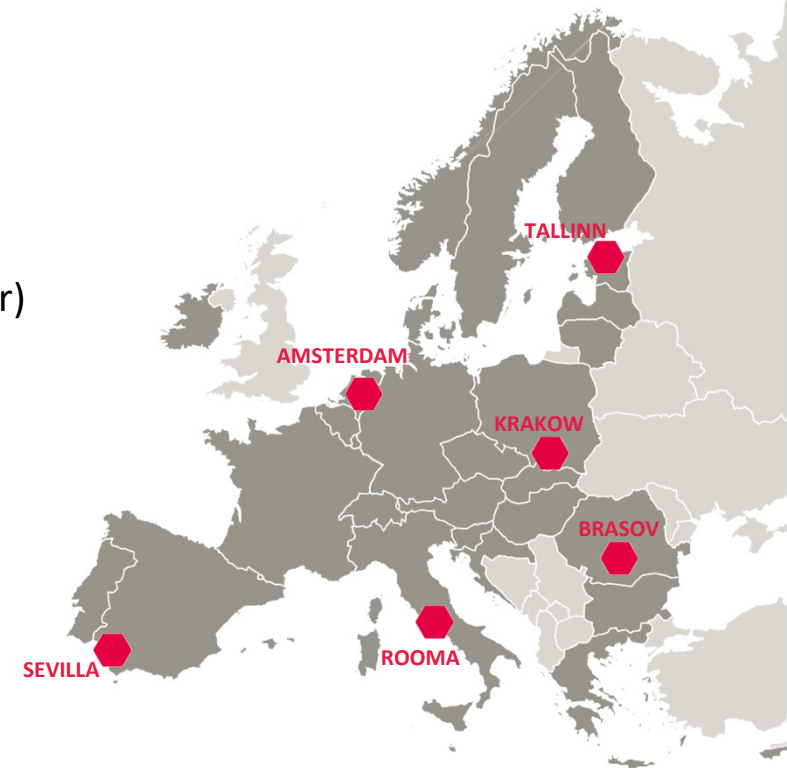 TALLINN
r)
AMSTERDAM
KRAKOW
BRASOV
ROOMA
SEVILLA